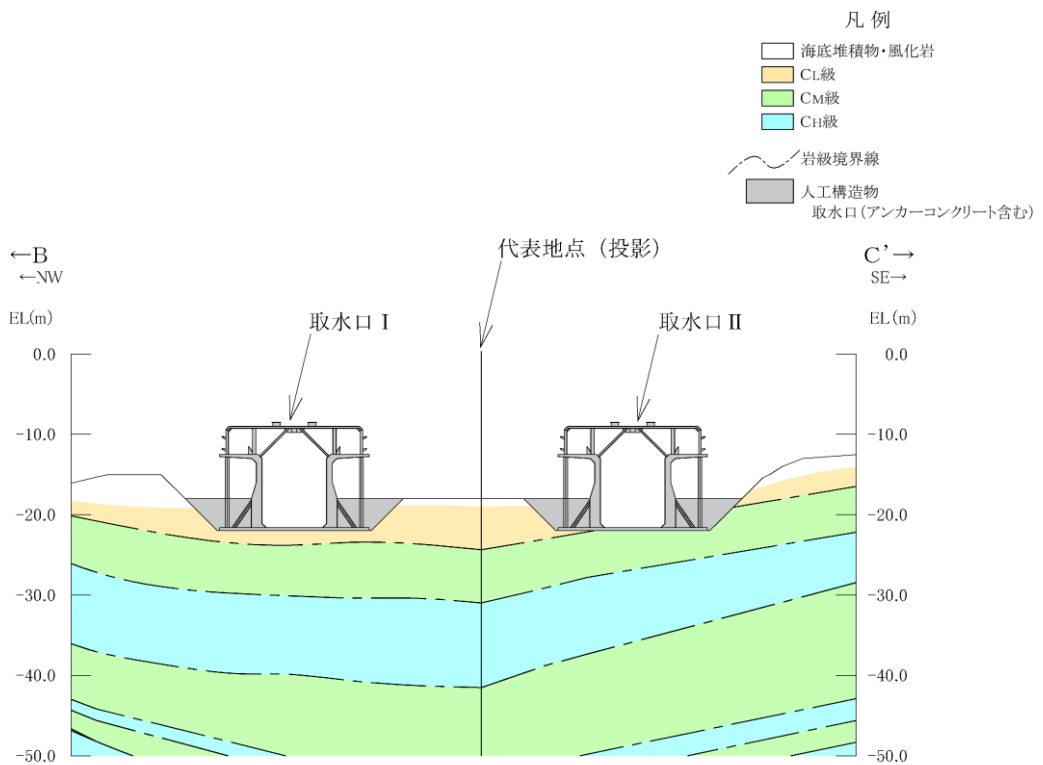 凡 例
海底堆積物・風化岩
CL級
CM級
CH級
岩級境界線
人工構造物
取水口（アンカーコンクリート含む）
←B
←NW
代表地点（投影）
C’→
SE→
EL(m)
取水口 Ⅰ
取水口 Ⅱ
EL(m)
0.0
0.0
-10.0
-10.0
-20.0
-20.0
-30.0
-30.0
-40.0
-40.0
-50.0
-50.0